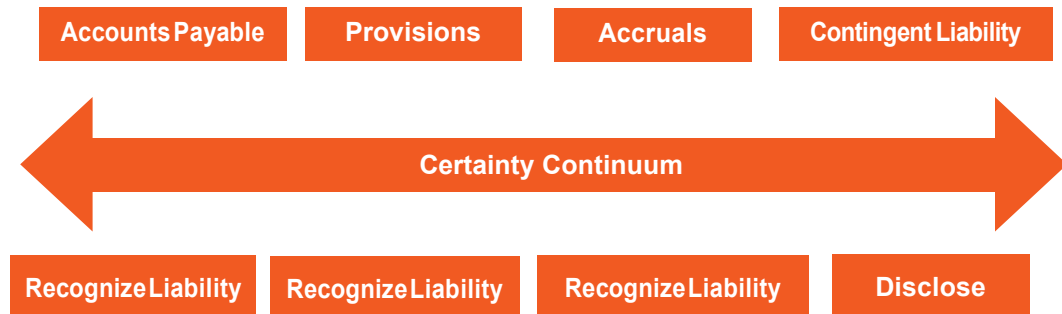 Accounts Payable
Provisions
Accruals
Contingent Liability
Certainty Continuum
Recognize Liability
Recognize Liability
Recognize Liability
Disclose